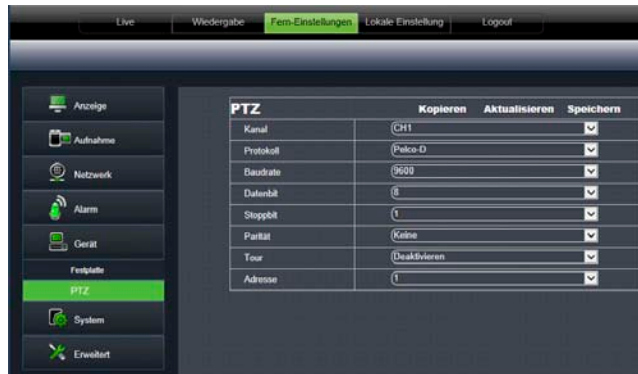 Live Wiedergabe Fern-Einstellungen Lokale Einstellung Logout
Anzeige
Aufnahme
Netzwerk
Alarm
Gerät
Festplatte
PTZ
System
Erweitert
PTZ Kopieren Aktualisieren Speichern
Kanal CH1
Protokoll Pelco-D
Baudrate 9600
Datenbit 8
Stoppbit 1
Parität Keine
Tour Deaktivieren
Adresse 1